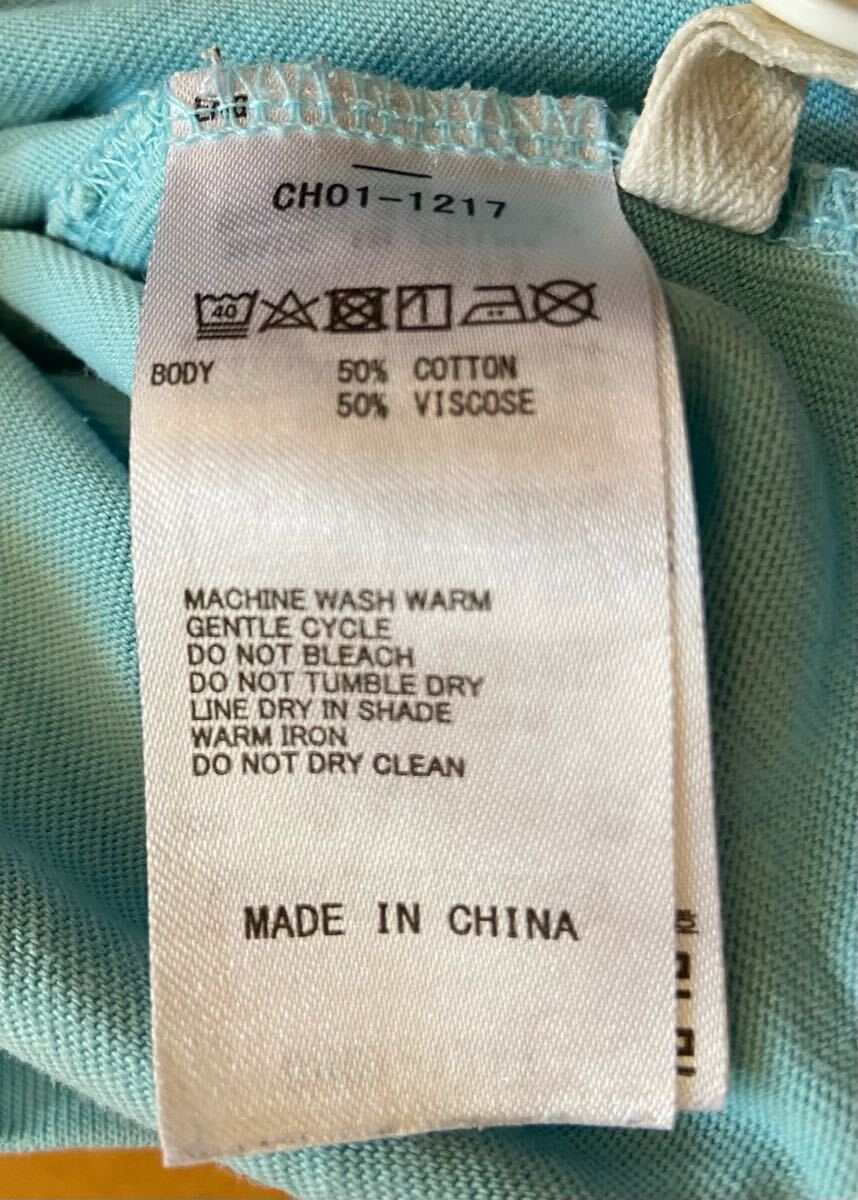 CH01-1217
40
BODY 50% COTTON
50% VISCOSE
MACHINE WASH WARM
GENTLE CYCLE
DO NOT BLEACH
DO NOT TUMBLE DRY
LINE DRY IN SHADE
WARM IRON
DO NOT DRY CLEAN
MADE IN CHINA